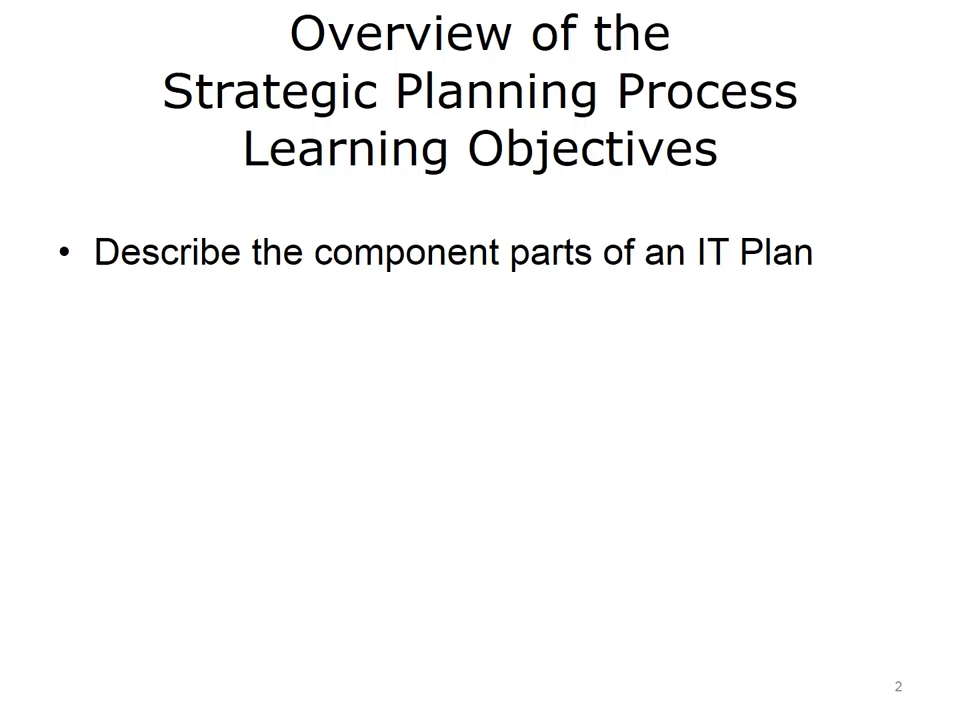 Overview of the
Strategic Planning Process
Learning Objectives
• Describe the component parts of an IT Plan
2